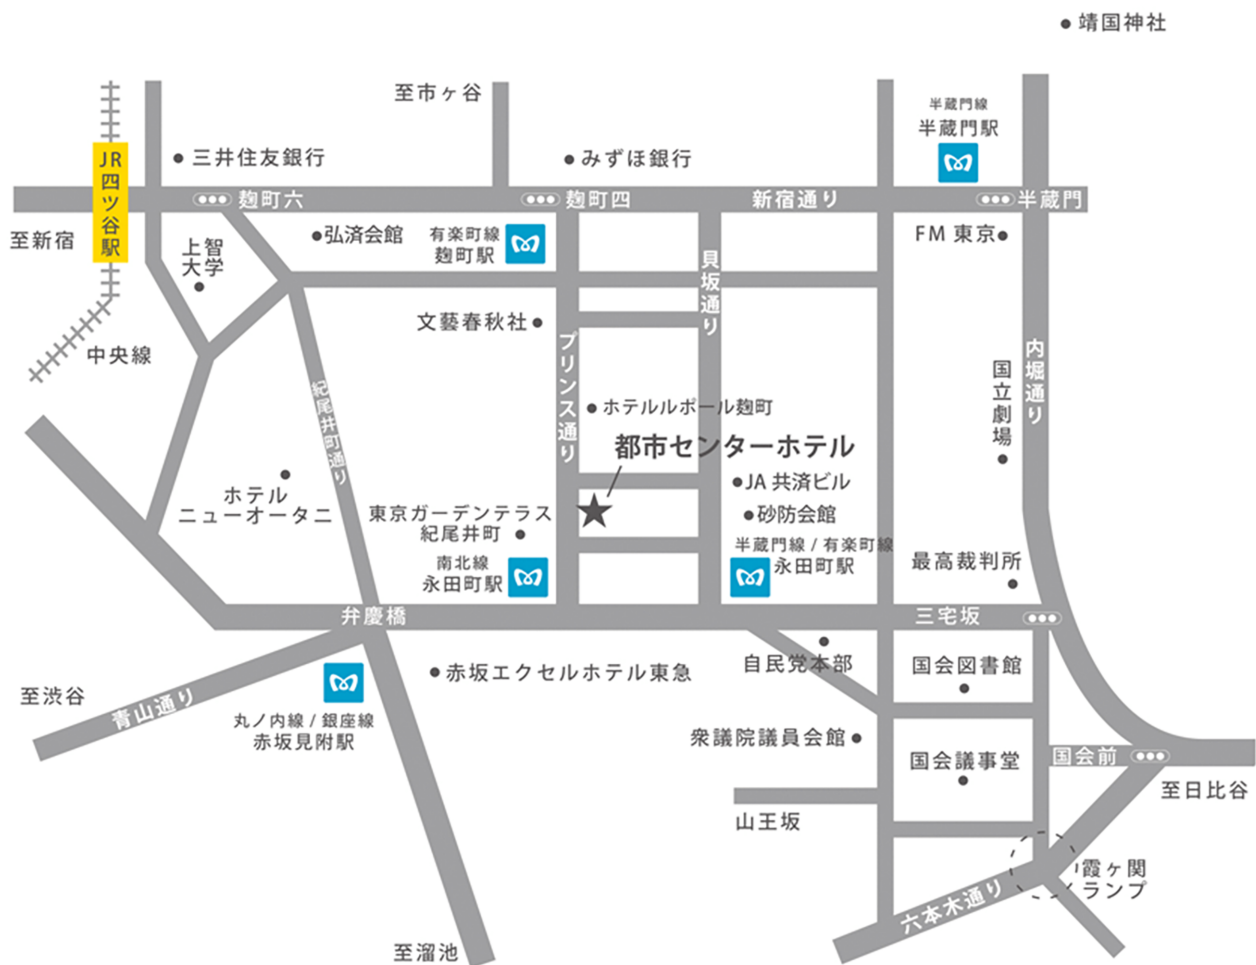 靖国神社
至市ヶ谷
半蔵門線
半蔵門駅
JR四ツ谷駅
三井住友銀行
みずほ銀行
麹町六
麹町四
新宿通り
半蔵門
至新宿
上智
大学
弘済会館
有楽町線
麹町駅
貝坂通り
FM 東京
中央線
文藝春秋社
プリンス通り
内堀通り
国立劇場
紀尾井町通り
ホテルルポール麹町
都市センターホテル
JA 共済ビル
砂防会館
ホテル
ニューオータニ
東京ガーデンテラス
紀尾井町
半蔵門線 / 有楽町線
永田町駅
南北線
永田町駅
最高裁判所
弁慶橋
三宅坂
自民党本部
国会図書館
赤坂エクセルホテル東急
至渋谷
青山通り
丸ノ内線 / 銀座線
赤坂見附駅
衆議院議員会館
国会議事堂
国会前
至日比谷
山王坂
霞ヶ関
ランプ
六本木通り
至溜池